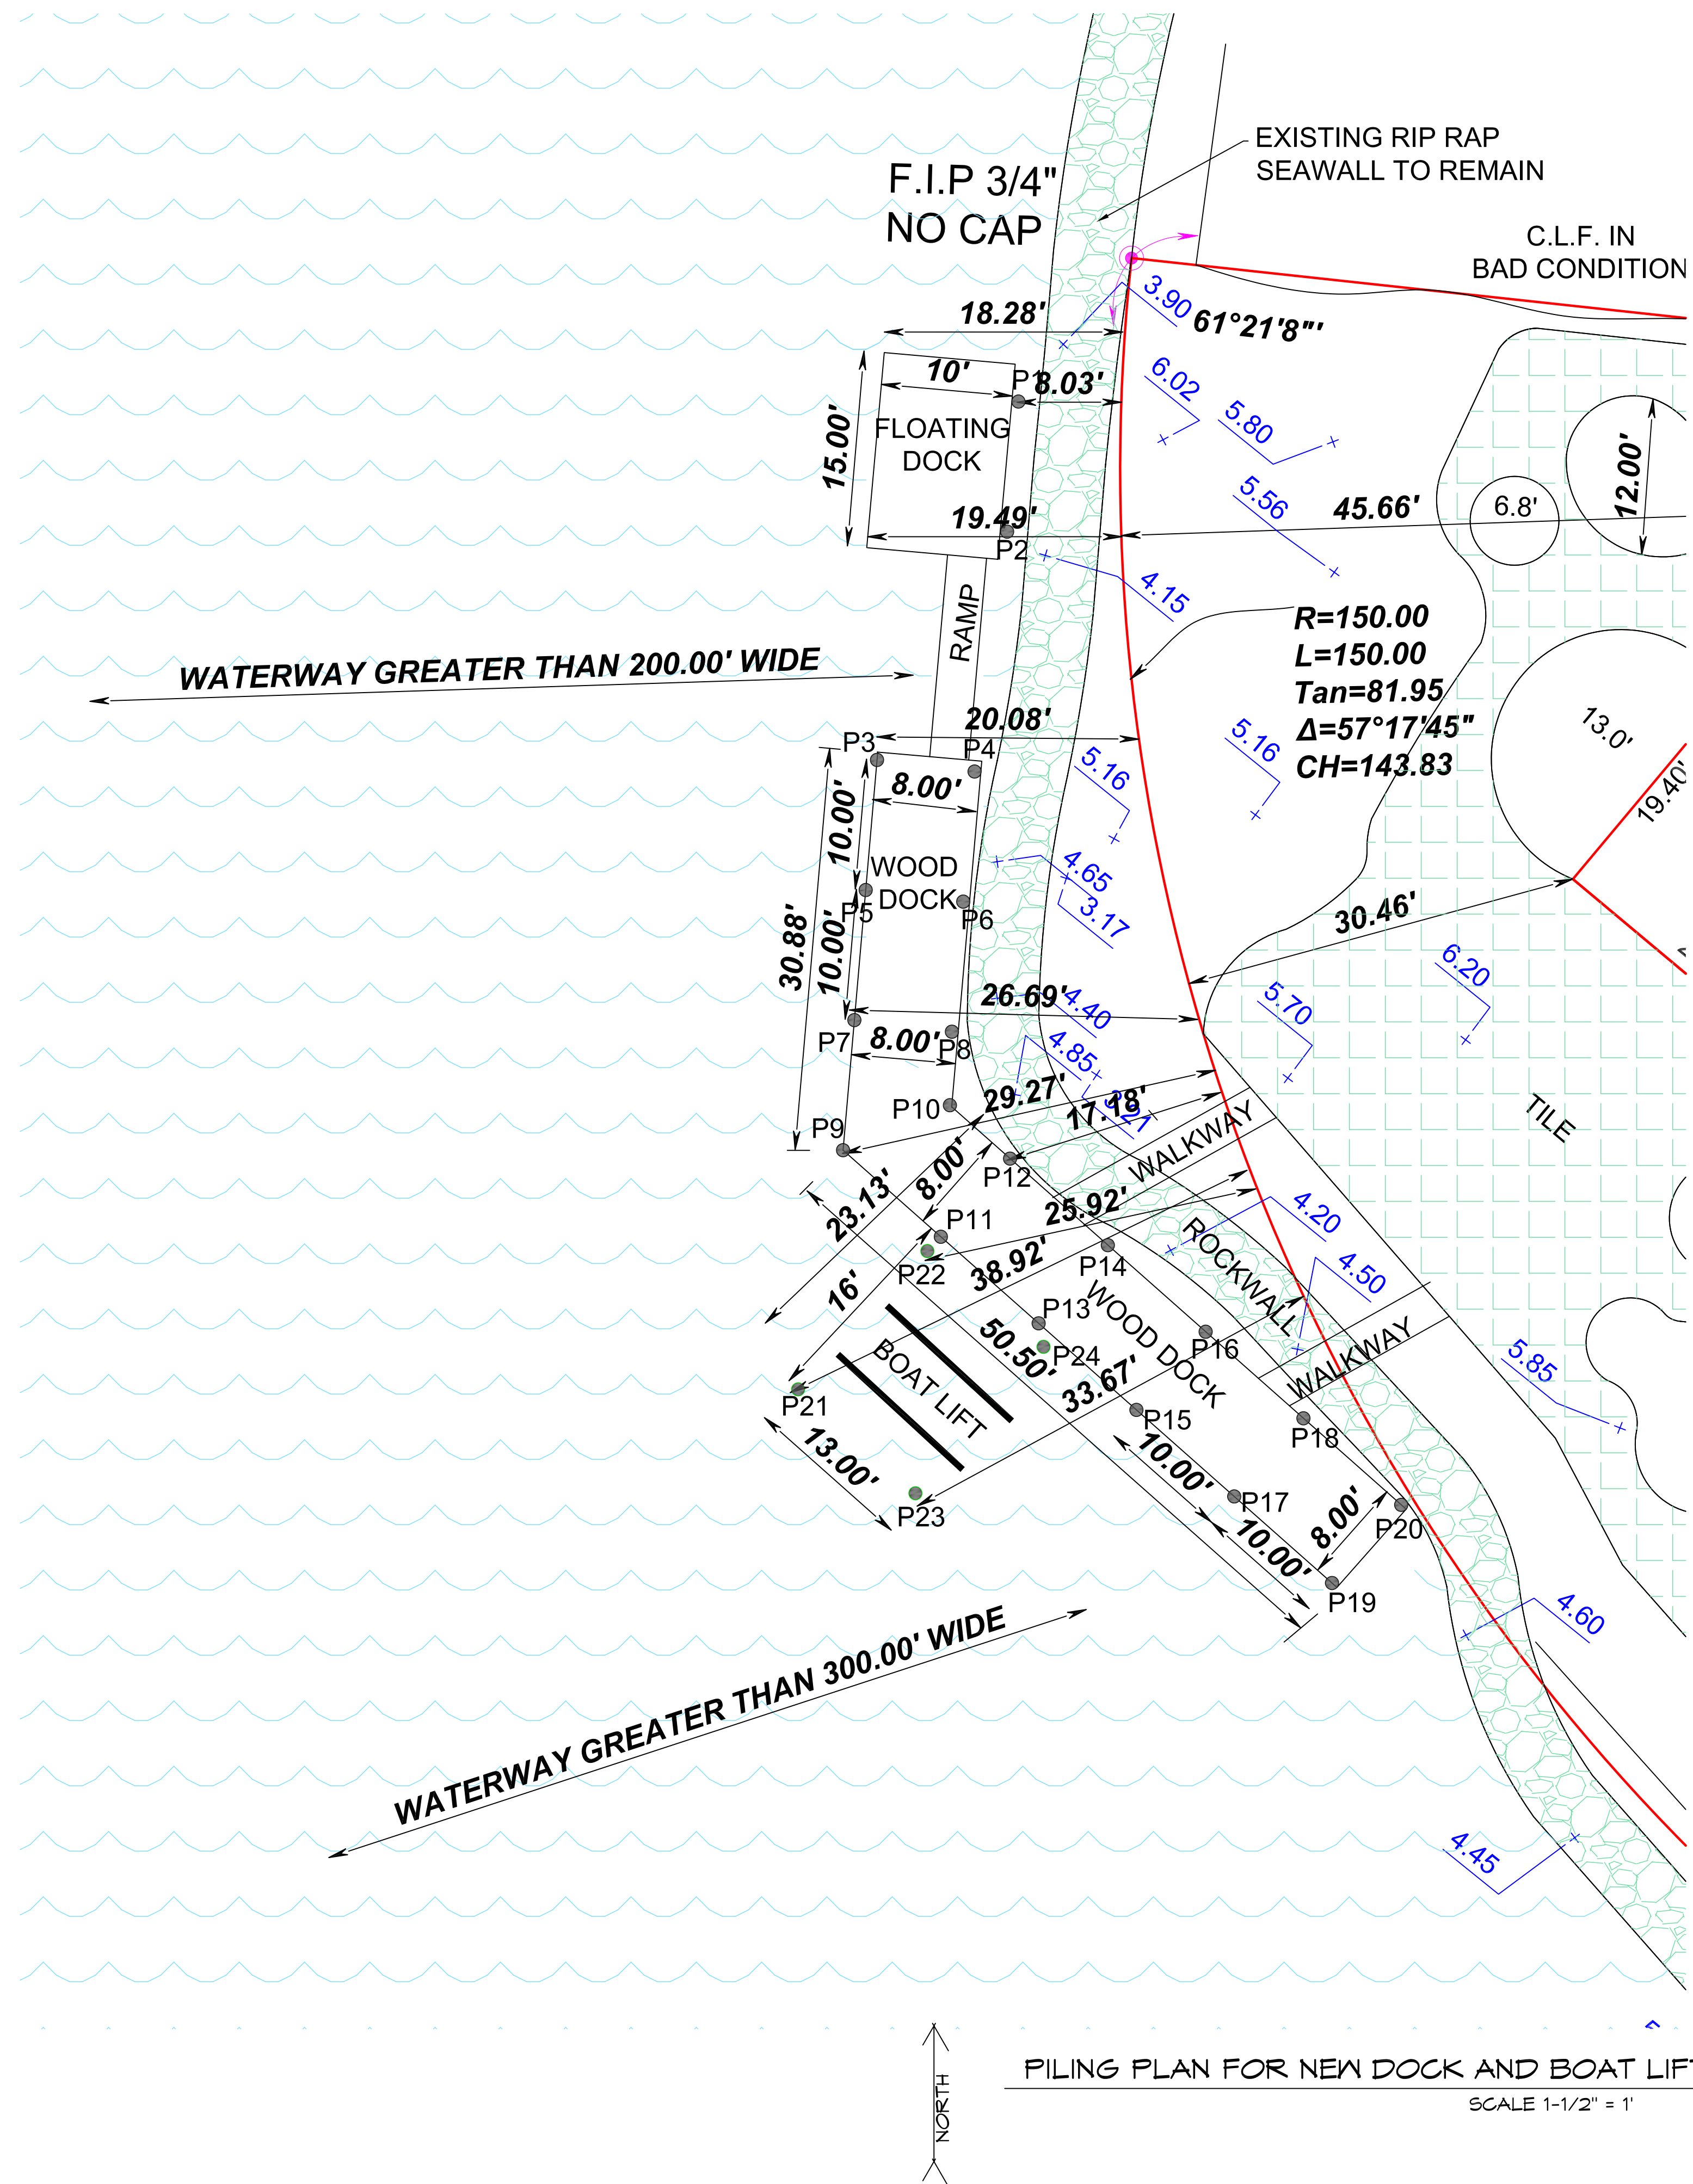 EXISTING RIP RAP
SEAWALL TO REMAIN
F.I.P 3/4"
NO CAP
C.L.F. IN
BAD CONDITION
3.90
61°21'8"'
18.28'
10'
P1
8.03'
6.02
5.80
FLOATING
DOCK
15.00'
12.00'
5.56
45.66'
6.8'
19.49'
P2
4.15
RAMP
R=150.00
L=150.00
Tan=81.95
Δ=57°17'45"
CH=143.83
WATERWAY GREATER THAN 200.00' WIDE
20.08'
P3
P4
5.16
5.16
13.0'
19.40'
8.00'
10.00'
WOOD
DOCK
4.65
3.17
P5
P6
30.46'
30.88'
10.00'
6.20
26.69'
4.40
5.70
P7
8.00'
P8
4.85
3.21
29.27'
17.18'
P10
P9
P12
WALKWAY
TILE
8.00'
23.13'
25.92'
4.20
P11
P22
38.92'
P14
ROCKWALL
4.50
16'
P13
WOOD DOCK
50.50'
P24
P16
BOAT LIFT
33.67'
WALKWAY
5.85
P21
P15
P18
13.00'
10.00'
P23
P17
8.00'
P20
10.00'
P19
4.60
WATERWAY GREATER THAN 300.00' WIDE
4.45
NORTH
PILING PLAN FOR NEW DOCK AND BOAT LIFT
SCALE 1-1/2" = 1'